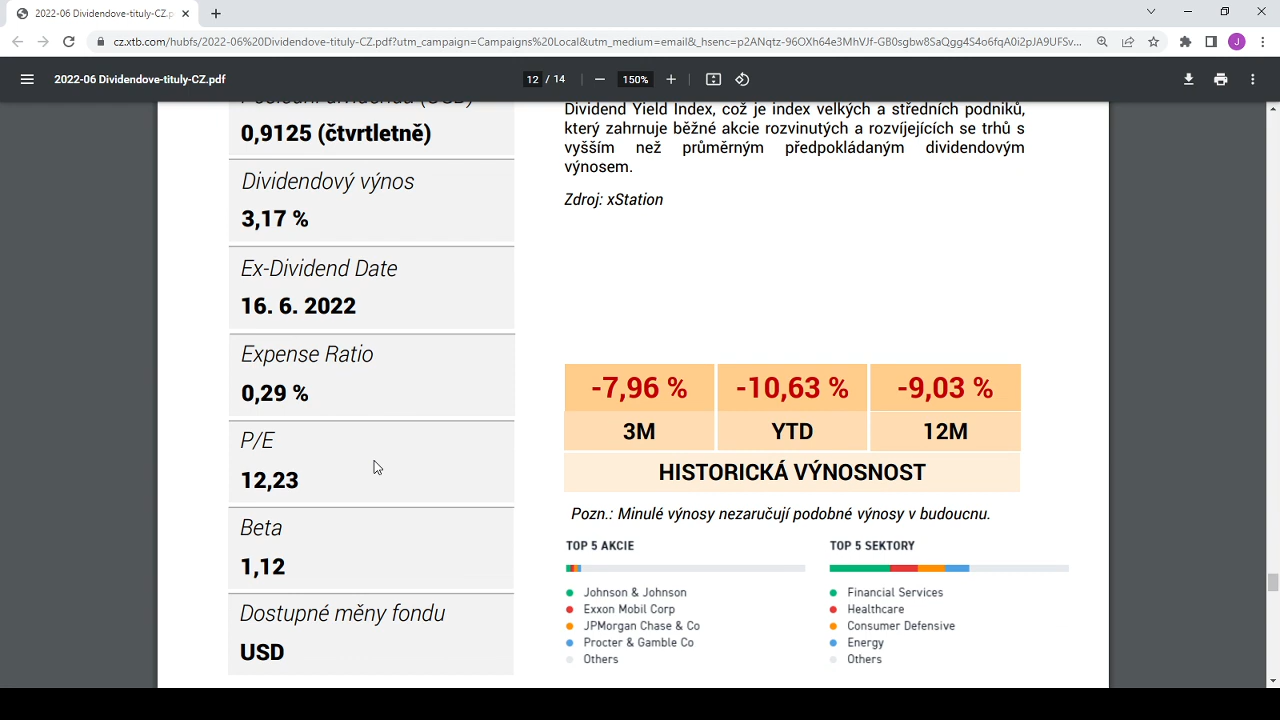 2022-06 Dividendove-tituly-CZ.p
cz.xtb.com/hubfs/2022-06%20Dividendove-tituly-CZ.pdf?utm_campaign=Campaigns%20Local&utm_medium=email&_hsenc=p2ANqtz-96OXh64e3MhVJf-GB0sgbw8SaQgg4S4o6fqA0i2pJA9UFSv...
J
2022-06 Dividendove-tituly-CZ.pdf
12 / 14
150%
Poslední dividenda (USD)
0,9125 (čtvrtletně)
Dividendový výnos
3,17 %
Ex-Dividend Date
16. 6. 2022
Expense Ratio
0,29 %
P/E
12,23
Beta
1,12
Dostupné měny fondu
USD
Dividend Yield Index, což je index velkých a středních podniků,
který zahrnuje běžné akcie rozvinutých a rozvíjejících se trhů s
vyšším než průměrným předpokládaným dividendovým
výnosem.
Zdroj: xStation
-7,96 % -10,63 % -9,03 %
3M YTD 12M
HISTORICKÁ VÝNOSNOST
Pozn.: Minulé výnosy nezaručují podobné výnosy v budoucnu.
TOP 5 AKCIE
Johnson & Johnson
Exxon Mobil Corp
JPMorgan Chase & Co
Procter & Gamble Co
Others
TOP 5 SEKTORY
Financial Services
Healthcare
Consumer Defensive
Energy
Others